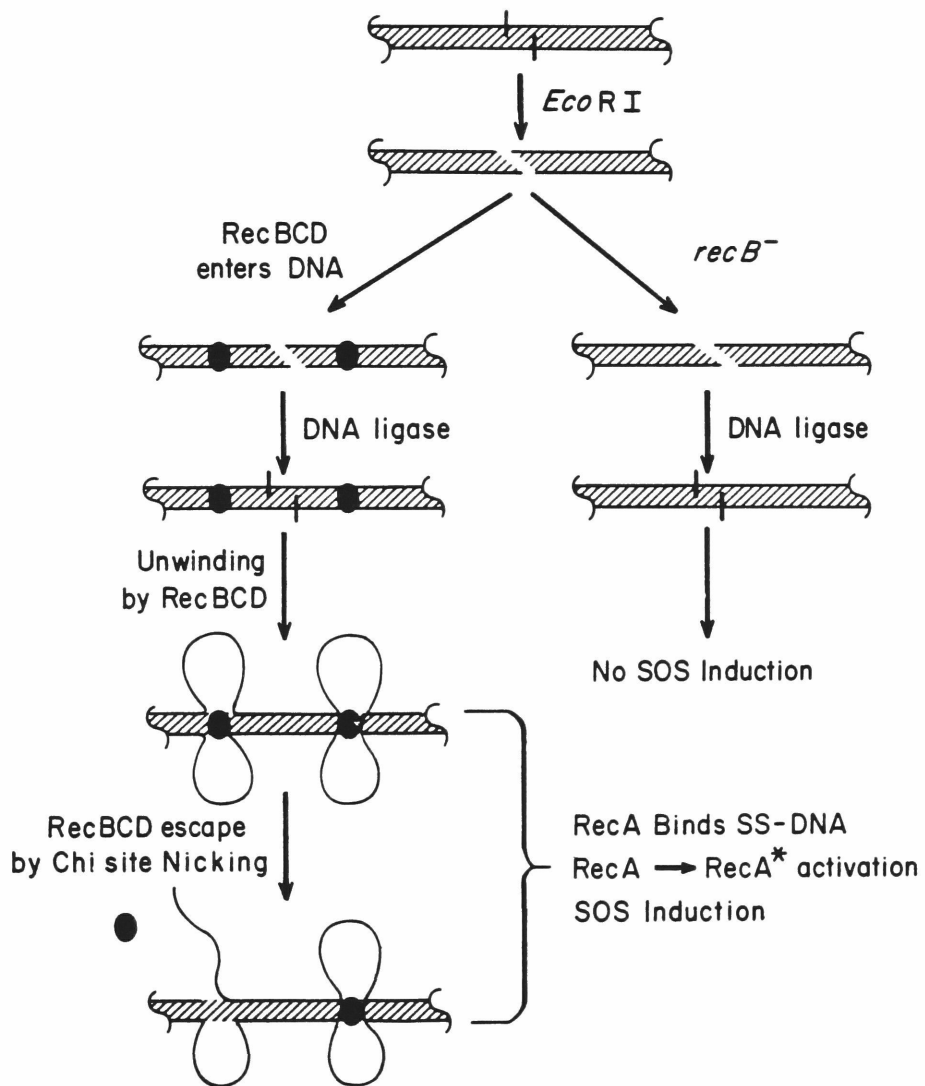 Eco R I
RecBCD
enters DNA
recB⁻
DNA ligase
DNA ligase
Unwinding
by RecBCD
No SOS Induction
RecBCD escape
by Chi site Nicking
RecA Binds SS-DNA
RecA → RecA* activation
SOS Induction